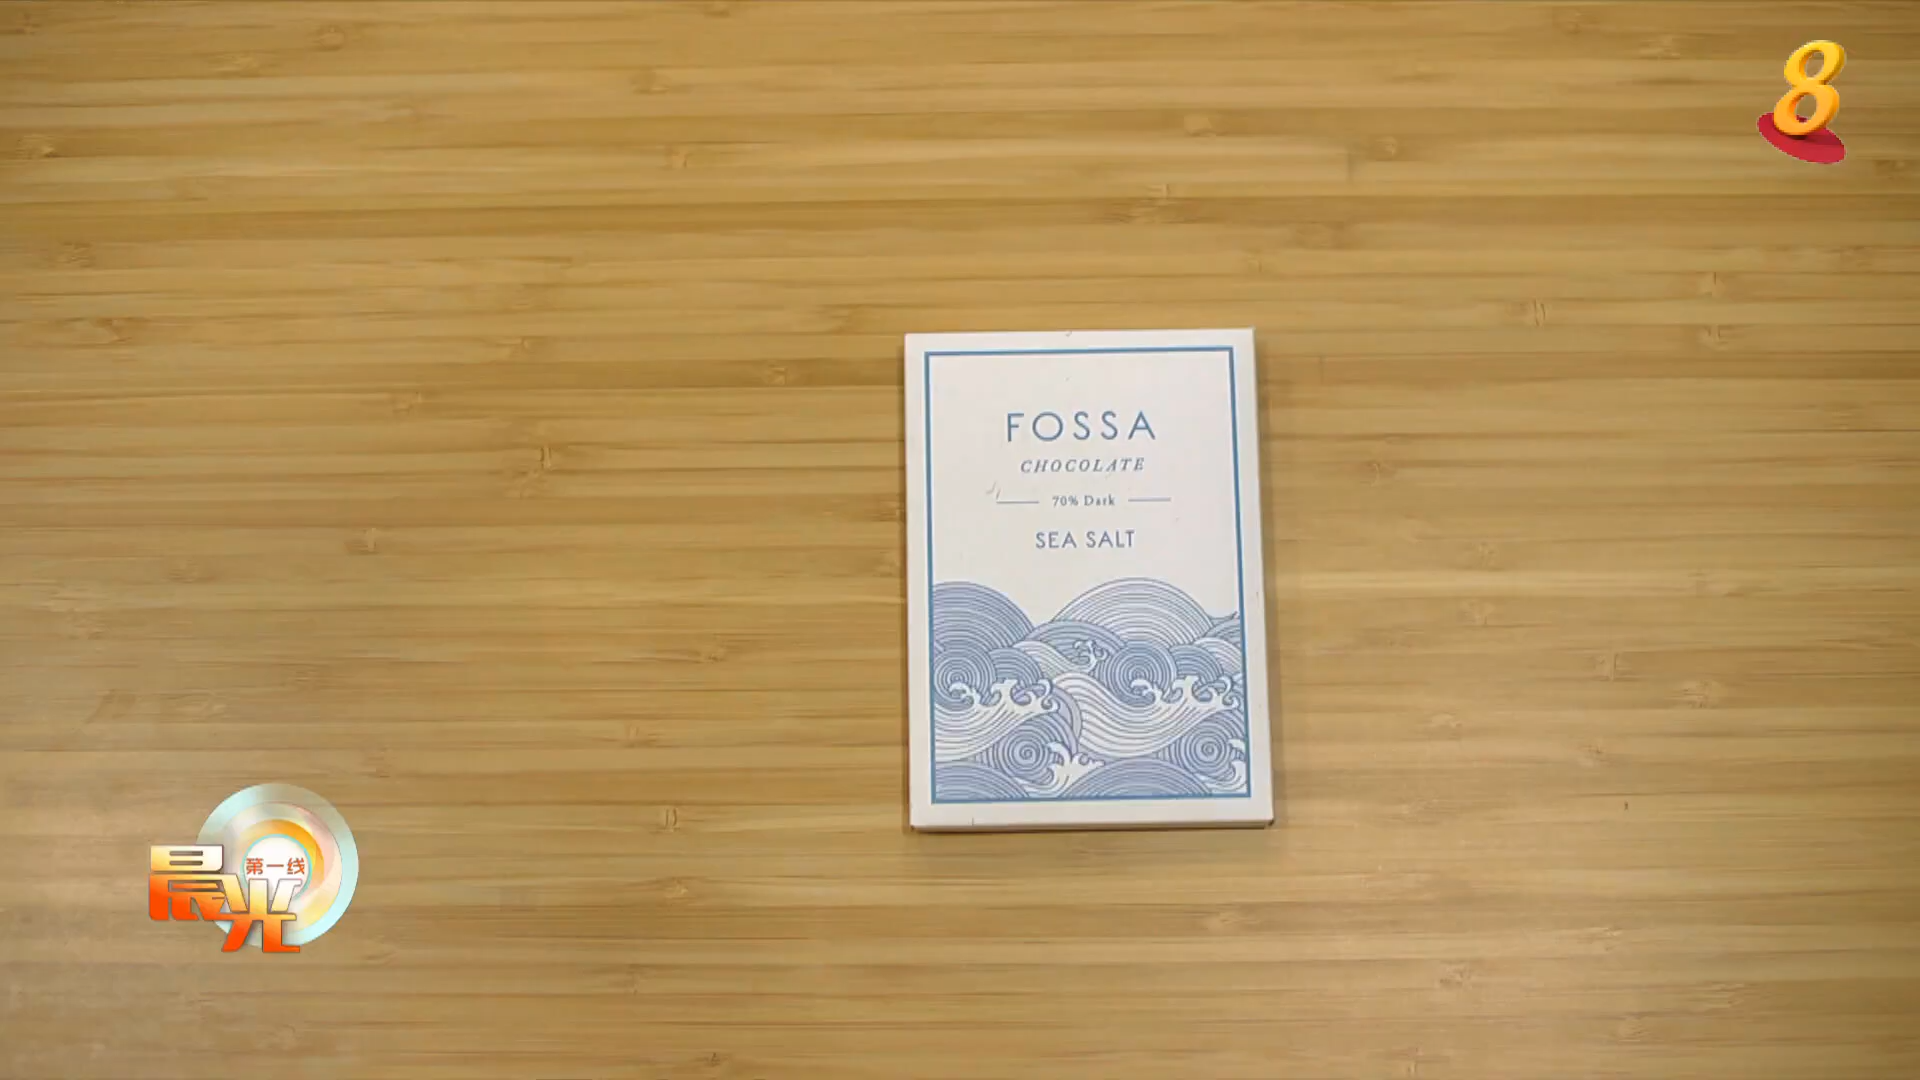 8
FOSSA
CHOCOLATE
70% Dark
SEA SALT
第一线
晨光